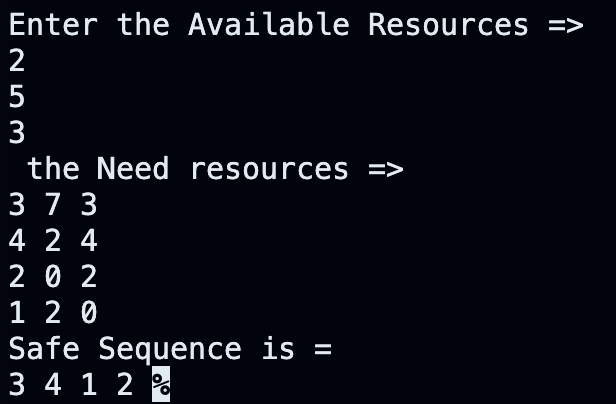 Enter the Available Resources =>
2
5
3
 the Need resources =>
3 7 3
4 2 4
2 0 2
1 2 0
Safe Sequence is =
3 4 1 2 %